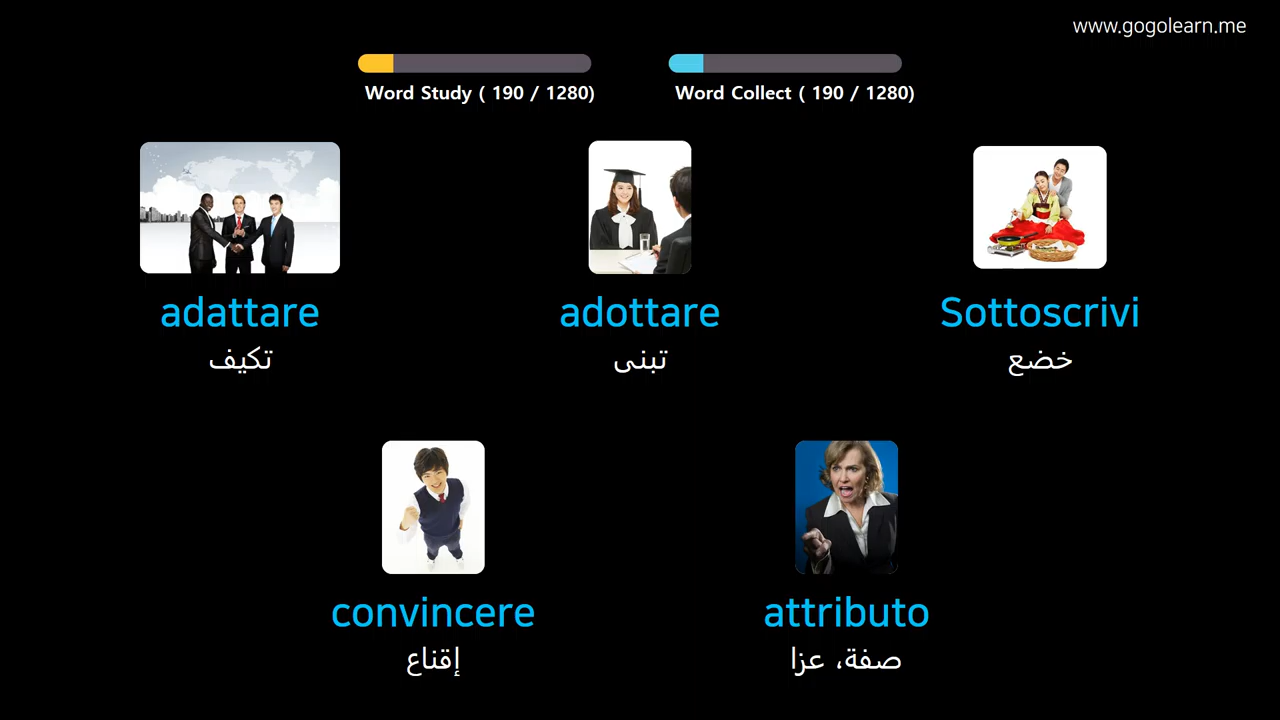 www.gogolearn.me
Word Study ( 190 / 1280)
Word Collect ( 190 / 1280)
adattare
تكيف
adottare
تبنى
Sottoscrivi
خضع
convincere
إقناع
attributo
صفة، عزا